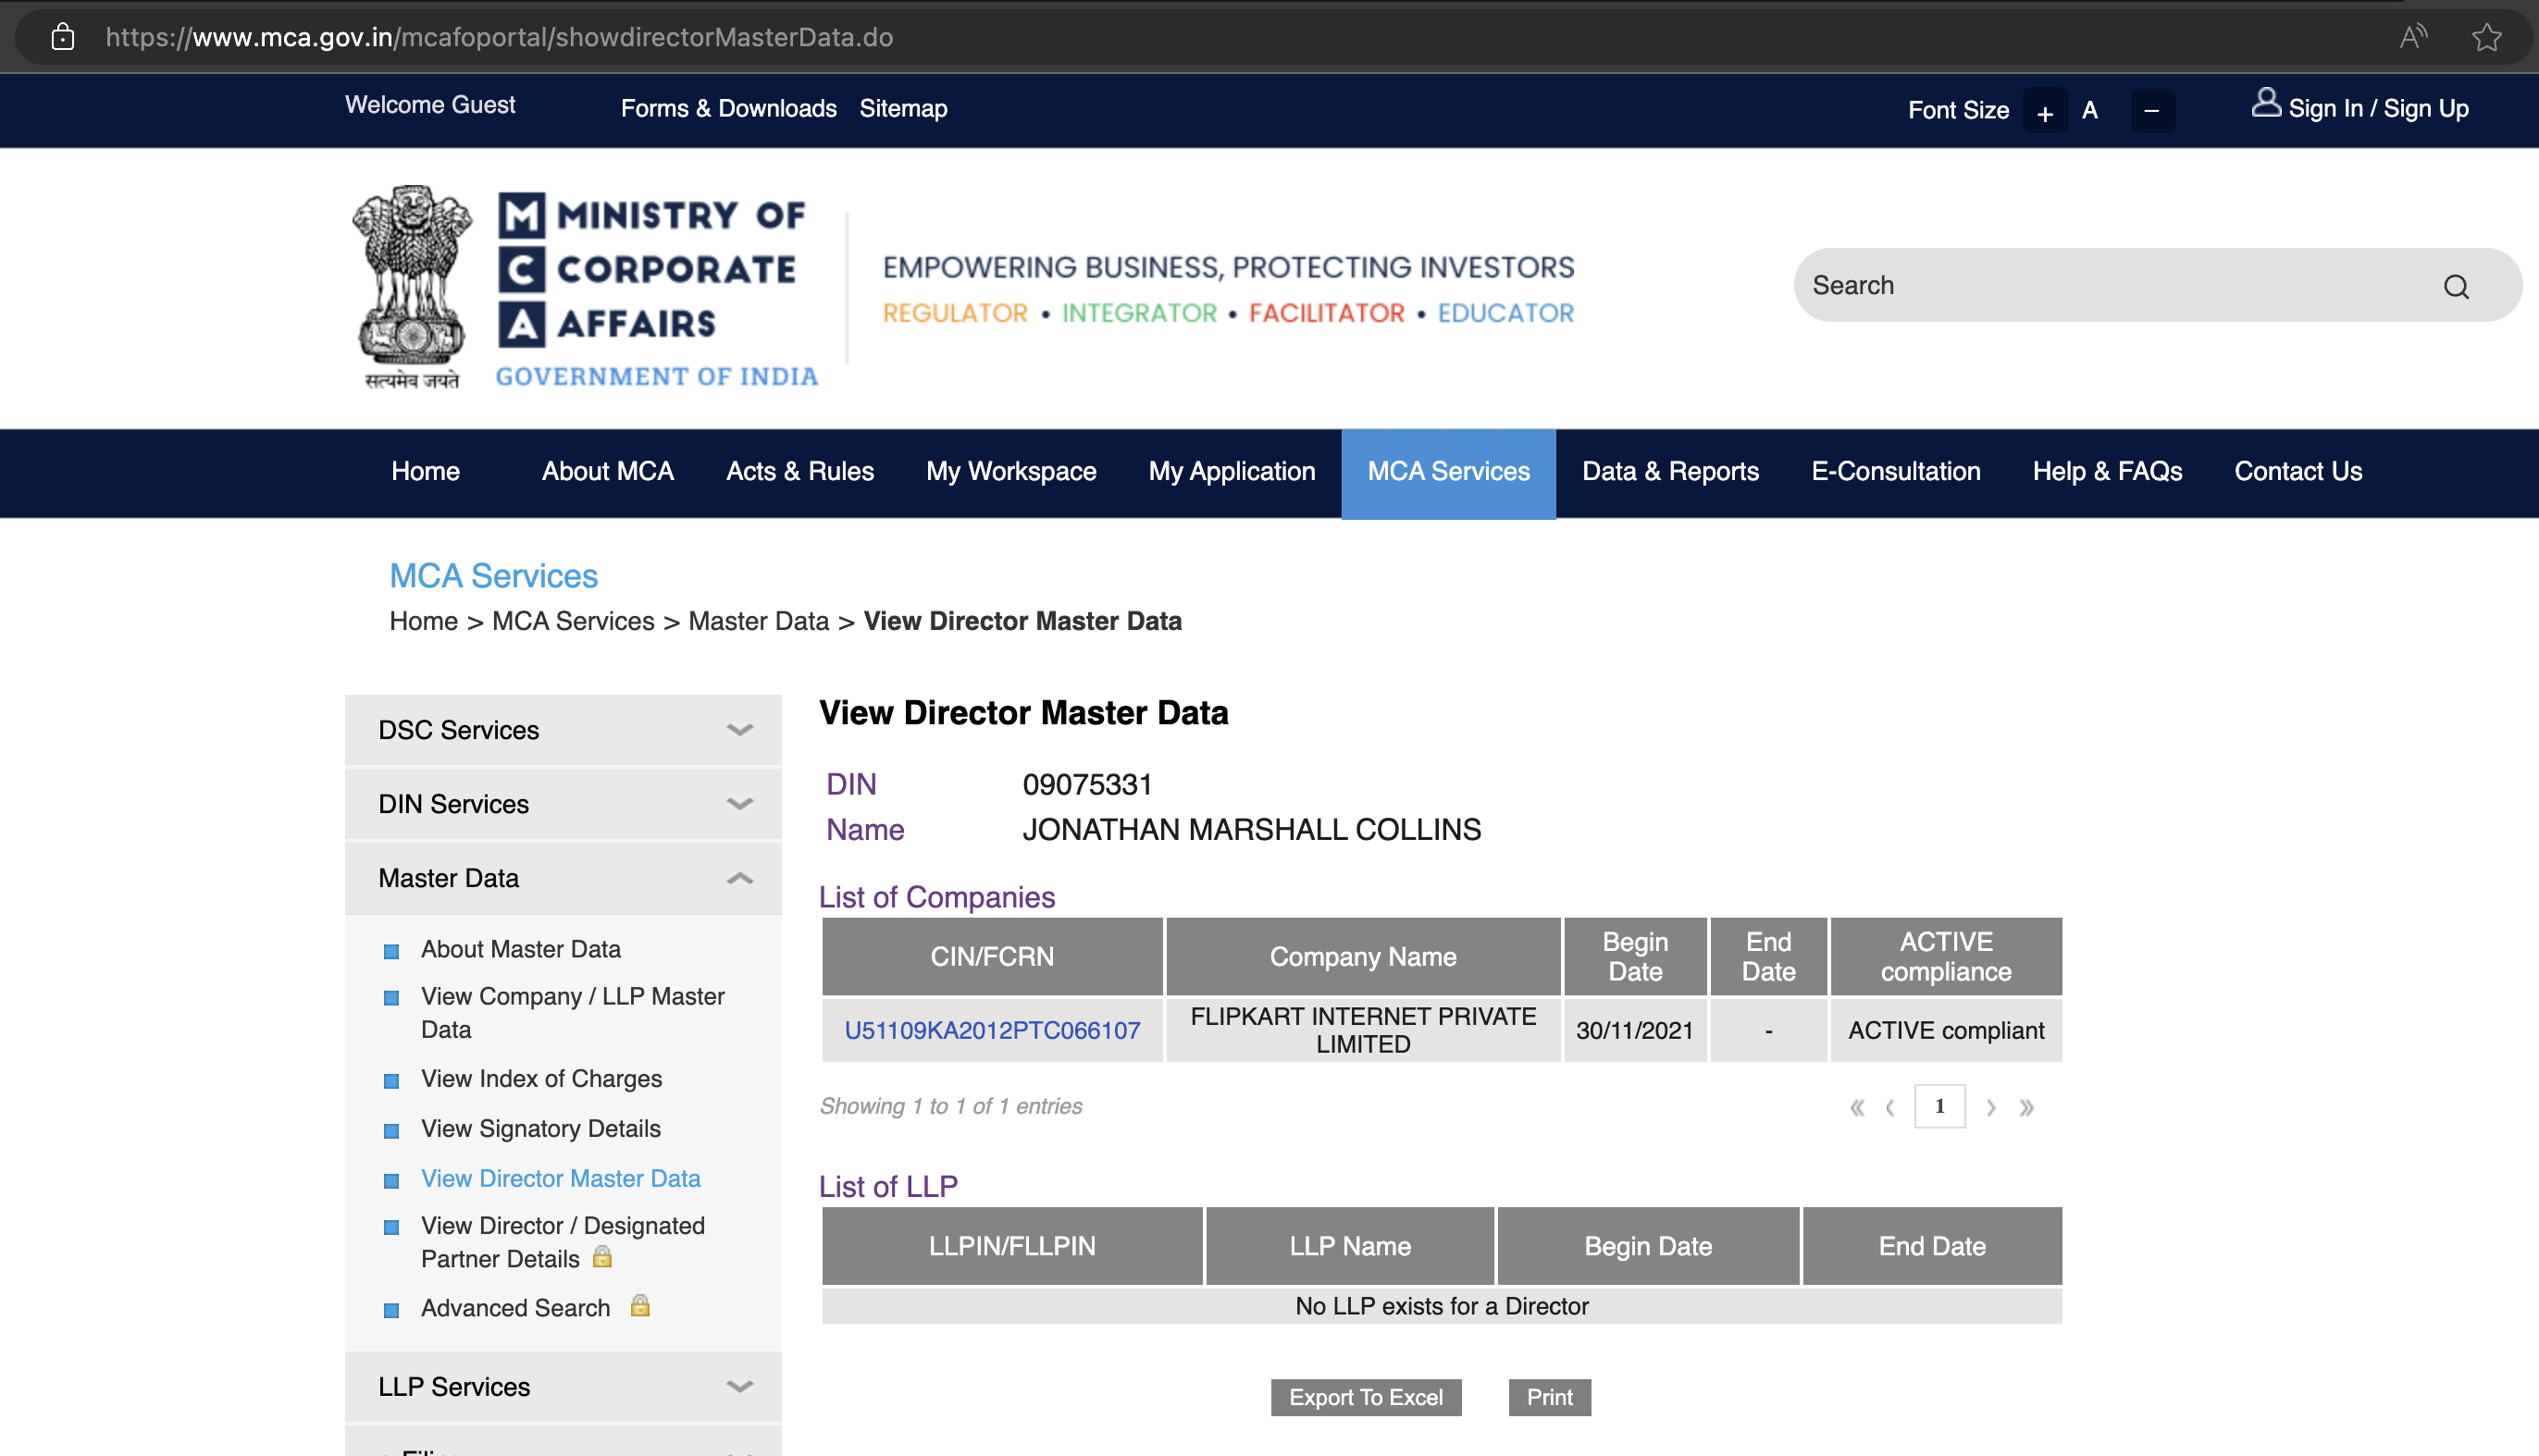 https://www.mca.gov.in/mcafoportal/showdirectorMasterData.do
Welcome Guest
Forms & Downloads
Sitemap
Font Size + A −
Sign In / Sign Up
सत्यमेव जयते
M MINISTRY OF
C CORPORATE
A AFFAIRS
GOVERNMENT OF INDIA
EMPOWERING BUSINESS, PROTECTING INVESTORS
REGULATOR • INTEGRATOR • FACILITATOR • EDUCATOR
Search
Home
About MCA
Acts & Rules
My Workspace
My Application
MCA Services
Data & Reports
E-Consultation
Help & FAQs
Contact Us
MCA Services
Home > MCA Services > Master Data > View Director Master Data
DSC Services
DIN Services
Master Data
About Master Data
View Company / LLP Master
Data
View Index of Charges
View Signatory Details
View Director Master Data
View Director / Designated
Partner Details
Advanced Search
LLP Services
View Director Master Data
DIN 09075331
Name JONATHAN MARSHALL COLLINS
List of Companies
CIN/FCRN
Company Name
Begin
Date
End
Date
ACTIVE
compliance
U51109KA2012PTC066107
FLIPKART INTERNET PRIVATE
LIMITED
30/11/2021
-
ACTIVE compliant
Showing 1 to 1 of 1 entries
« ‹ 1 › »
List of LLP
LLPIN/FLLPIN
LLP Name
Begin Date
End Date
No LLP exists for a Director
Export To Excel
Print